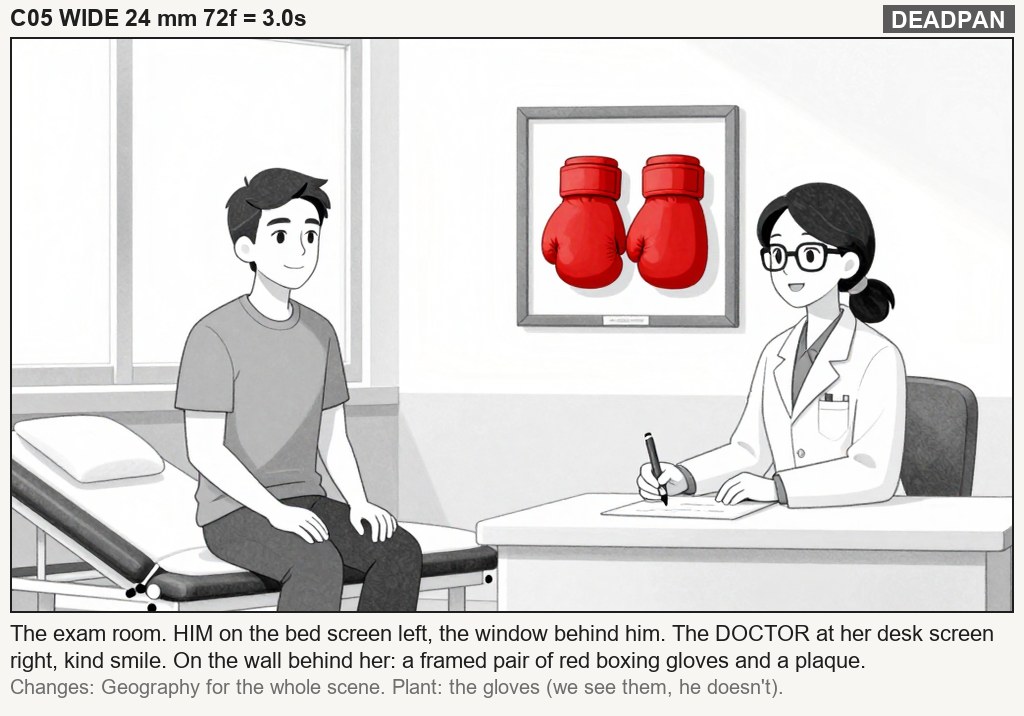 C05 WIDE 24 mm 72f = 3.0s
DEADPAN
The exam room. HIM on the bed screen left, the window behind him. The DOCTOR at her desk screen
right, kind smile. On the wall behind her: a framed pair of red boxing gloves and a plaque.
Changes: Geography for the whole scene. Plant: the gloves (we see them, he doesn't).